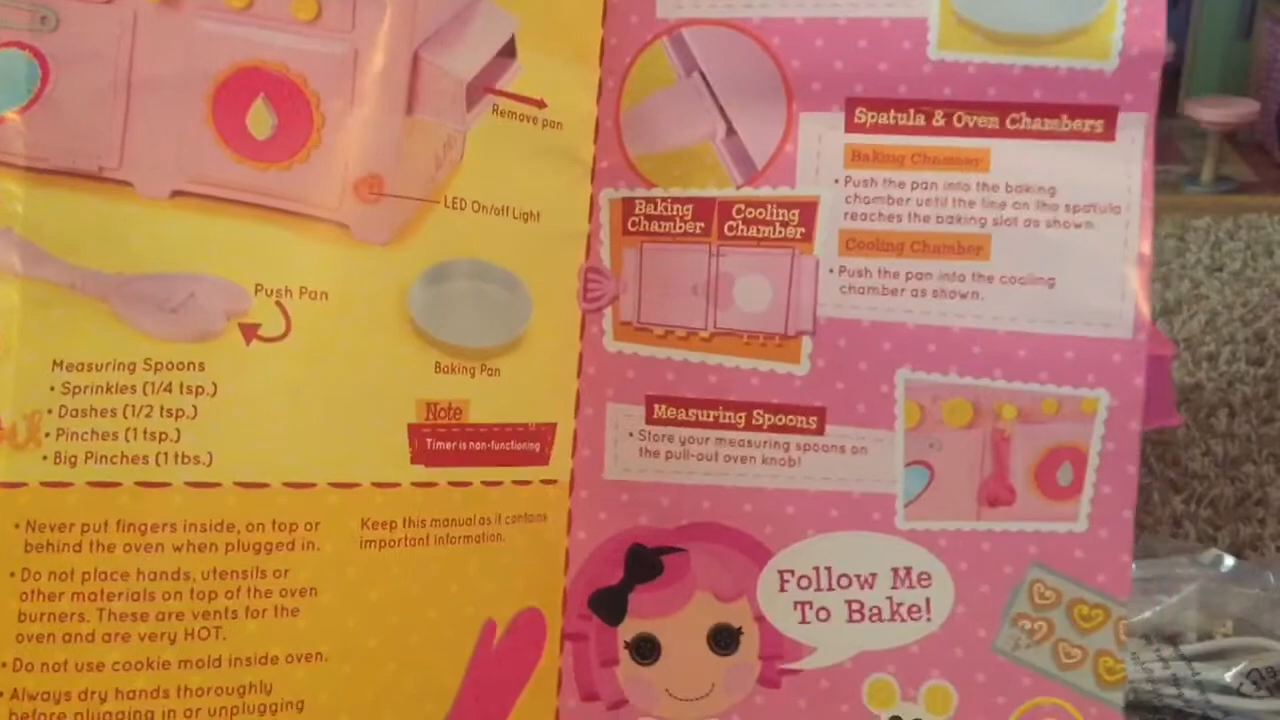 Remove pan
LED On/off Light
Push Pan
Baking Pan
Measuring Spoons
• Sprinkles (1/4 tsp.)
• Dashes (1/2 tsp.)
• Pinches (1 tsp.)
• Big Pinches (1 tbs.)
Note
Timer is non-functioning
• Never put fingers inside, on top or
behind the oven when plugged in.
• Do not place hands, utensils or
other materials on top of the oven
burners. These are vents for the
oven and are very HOT.
• Do not use cookie mold inside oven.
• Always dry hands thoroughly
before plugging in or unplugging
Keep this manual as it contains
important information.
Spatula & Oven Chambers
Baking Chamber
• Push the pan into the baking
chamber until the line on the spatula
reaches the baking slot as shown.
Cooling Chamber
• Push the pan into the cooling
chamber as shown.
Baking
Chamber
Cooling
Chamber
Measuring Spoons
• Store your measuring spoons on
the pull-out oven knob!
Follow Me
To Bake!